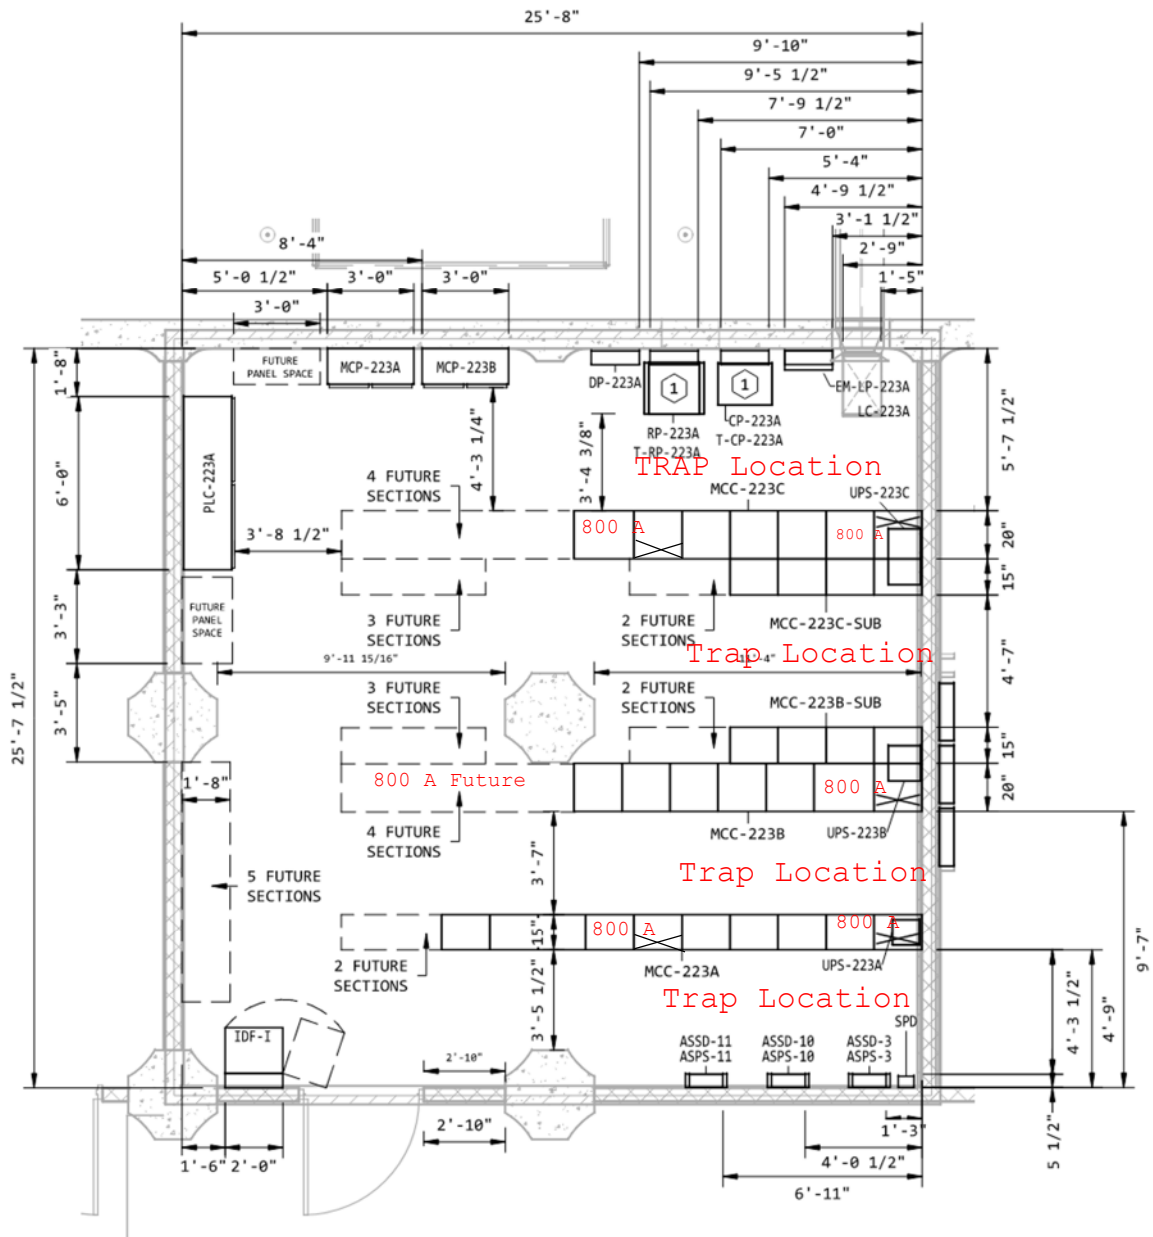 25'-8"
9'-10"
9'-5 1/2"
7'-9 1/2"
7'-0"
5'-4"
4'-9 1/2"
3'-1 1/2"
8'-4"
2'-9"
5'-0 1/2"
3'-0"
3'-0"
1'-5"
3'-0"
1'-8"
FUTURE
PANEL SPACE
MCP-223A
MCP-223B
DP-223A
1
1
EM-LP-223A
LC-223A
RP-223A
T-RP-223A
CP-223A
T-CP-223A
5'-7 1/2"
4'-3 1/4"
3'-4 3/8"
6'-0"
PLC-223A
TRAP Location
4 FUTURE
SECTIONS
MCC-223C
UPS-223C
800 A
800 A
20"
3'-8 1/2"
15"
FUTURE
PANEL
SPACE
3'-3"
3 FUTURE
SECTIONS
2 FUTURE
SECTIONS
MCC-223C-SUB
Trap Location
9'-11 15/16"
4'-7"
3'-5"
25'-7 1/2"
3 FUTURE
SECTIONS
2 FUTURE
SECTIONS
MCC-223B-SUB
15"
1'-8"
800 A Future
800 A
20"
4 FUTURE
SECTIONS
MCC-223B
UPS-223B
3'-7"
5 FUTURE
SECTIONS
Trap Location
800 A
800 A
15"
9'-7"
2 FUTURE
SECTIONS
MCC-223A
UPS-223A
3'-5 1/2"
Trap Location
4'-3 1/2"
4'-9"
IDF-I
SPD
ASSD-11
ASPS-11
ASSD-10
ASPS-10
ASSD-3
ASPS-3
2'-10"
2'-10"
1'-3"
5 1/2"
1'-6"
2'-0"
4'-0 1/2"
6'-11"